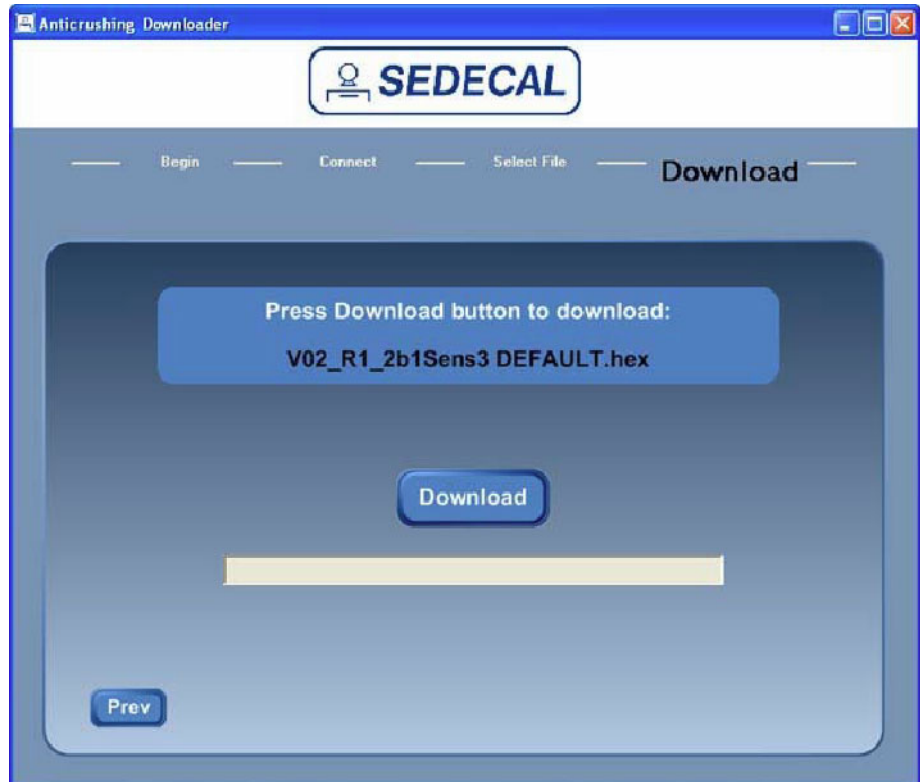 Anticrushing Downloader
SEDECAL
Begin Connect Select File Download
Press Download button to download:
V02_R1_2b1Sens3 DEFAULT.hex
Download
Prev